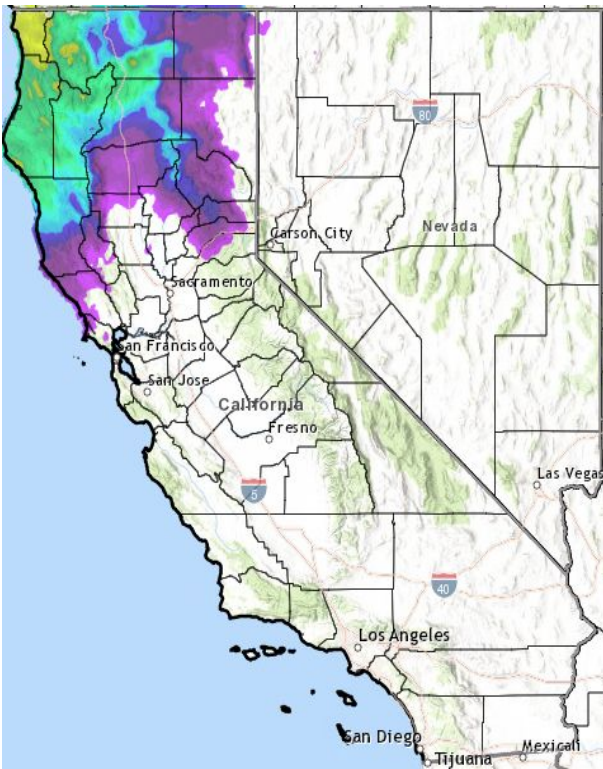 80
Nevada
Carson City
Sacramento
San Francisco
San Jose
California
Fresno
Las Vegas
5
40
Los Angeles
San Diego
Tijuana
Mexicali